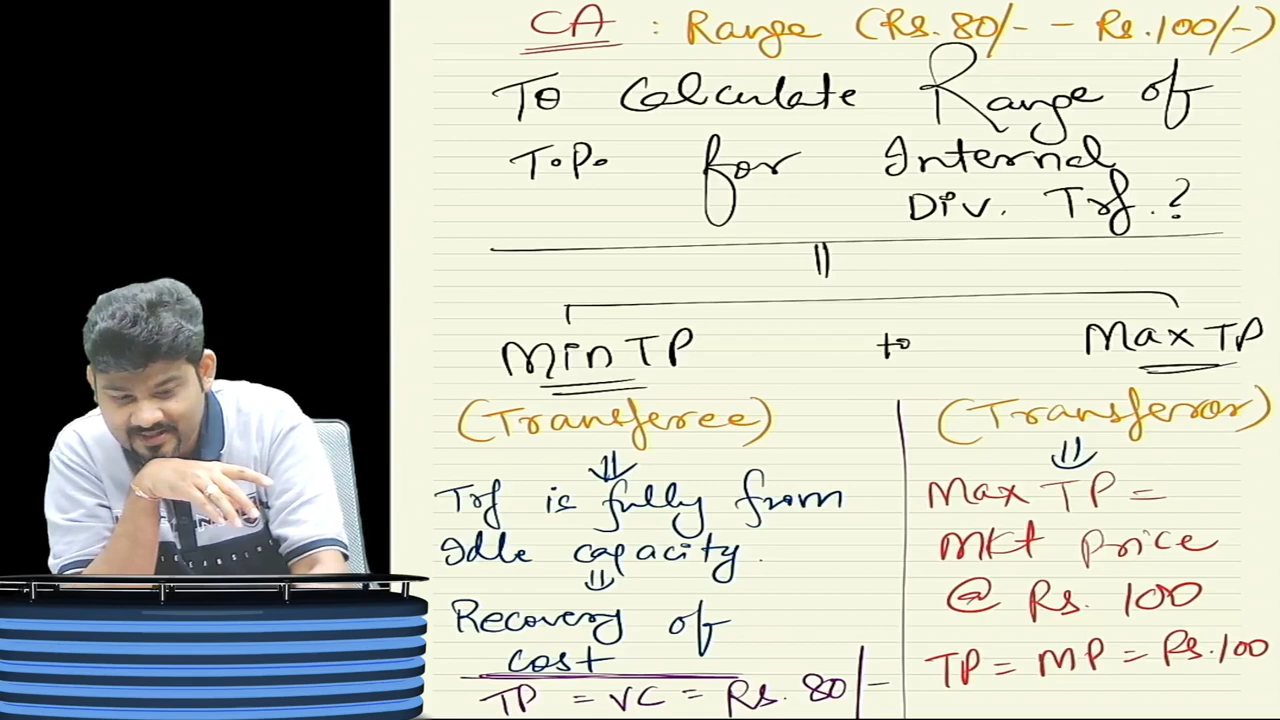 CA : Range (Rs. 80/- - Rs. 100/-)
To Calculate Range of
T.P. for Internal
Div. Trf. ?
Min TP to Max TP
(Transferee)
Trf is fully from
Idle capacity.
Recovery of
cost
TP = VC = Rs. 80/-
(Transferor)
Max TP =
Mkt Price
@ Rs. 100
TP = MP = Rs. 100